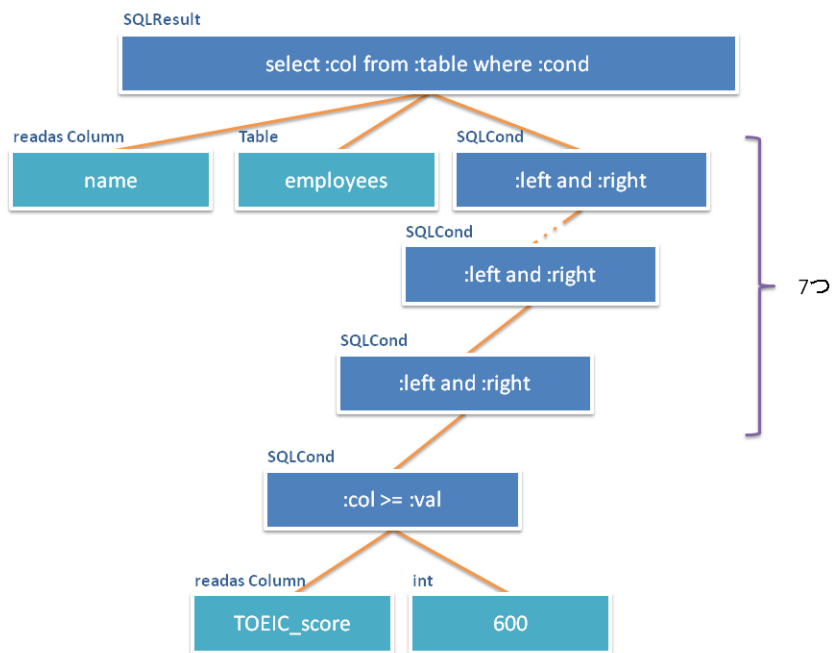 SQLResult
select :col from :table where :cond
readas Column
Table
SQLCond
name
employees
:left and :right
SQLCond
:left and :right
7つ
SQLCond
:left and :right
SQLCond
:col >= :val
readas Column
int
TOEIC_score
600